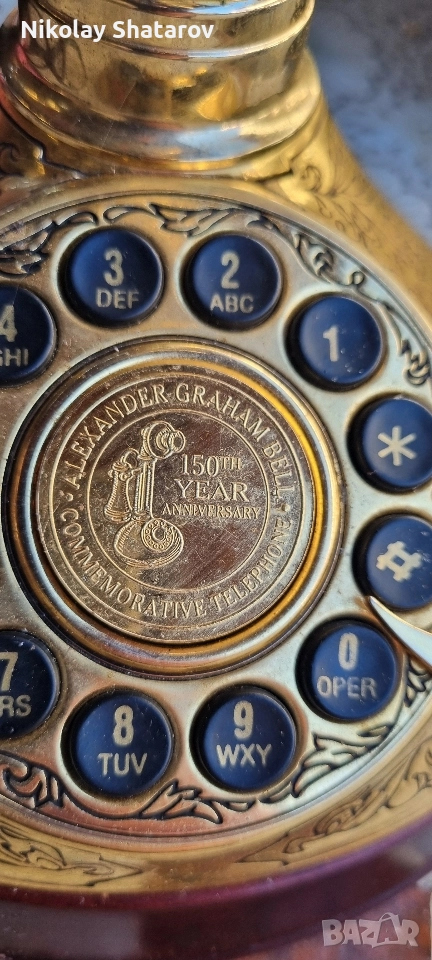 Nikolay Shatarov
3
DEF
2
ABC
1
4
GHI
*
#
0
OPER
9
WXY
8
TUV
7
RS
ALEXANDER GRAHAM BELL
150TH
YEAR
ANNIVERSARY
COMMEMORATIVE TELEPHONE
BAZAR